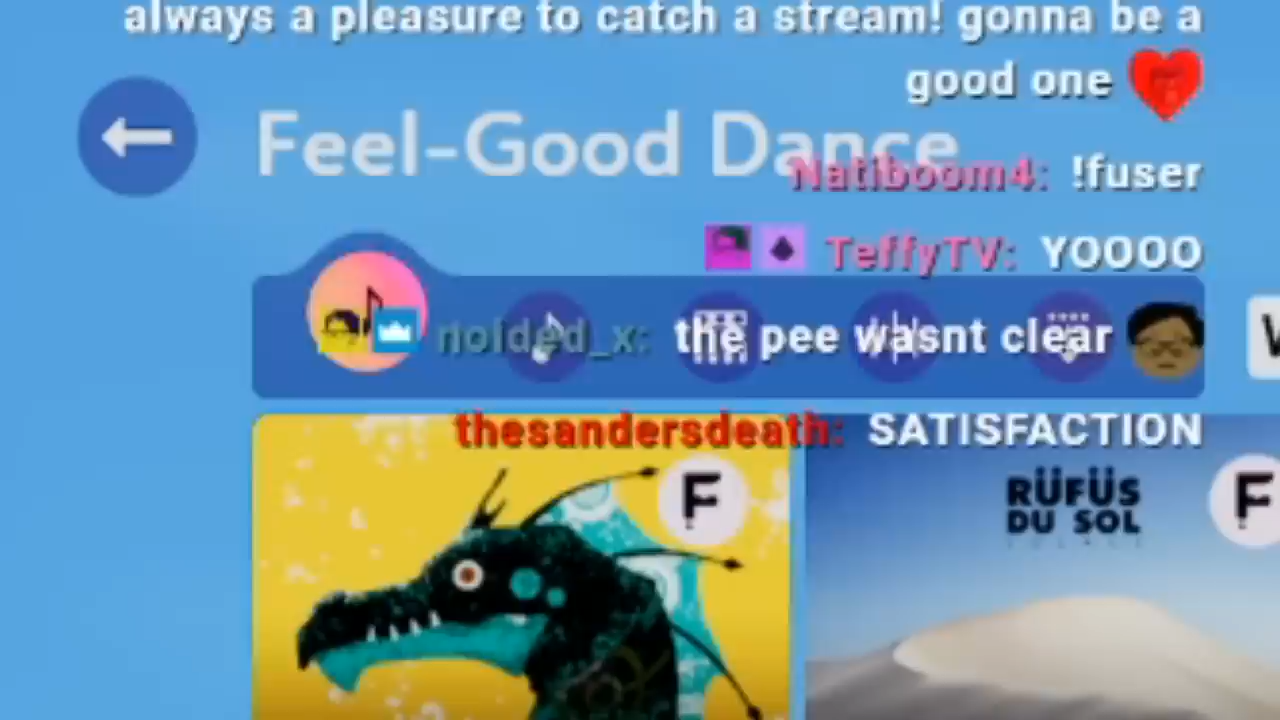 always a pleasure to catch a stream! gonna be a
good one
Feel-Good Dance
Natiboom4: !fuser
TeffyTV: YOOOO
noided_x: the pee wasnt clear
thesandersdeath: SATISFACTION
F
RÜFÜS
DU SOL
F